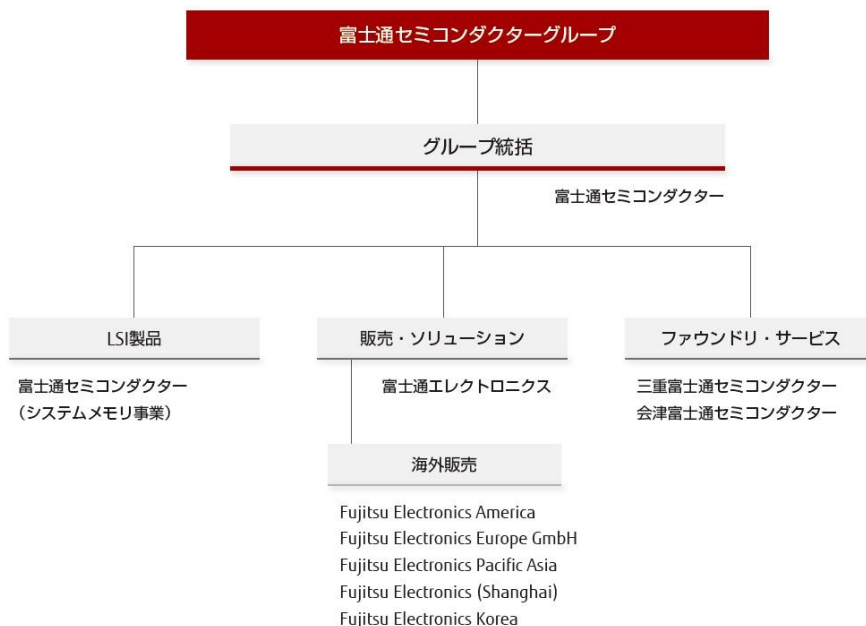 富士通セミコンダクターグループ
グループ統括
富士通セミコンダクター
LSI製品
富士通セミコンダクター
(システムメモリ事業)
販売・ソリューション
富士通エレクトロニクス
海外販売
Fujitsu Electronics America
Fujitsu Electronics Europe GmbH
Fujitsu Electronics Pacific Asia
Fujitsu Electronics (Shanghai)
Fujitsu Electronics Korea
ファウンドリ・サービス
三重富士通セミコンダクター
会津富士通セミコンダクター